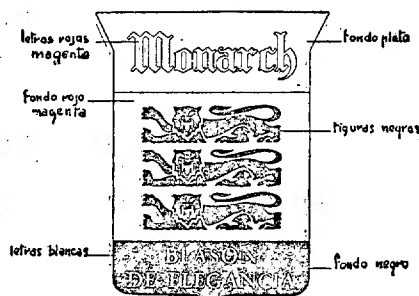 letras rojas
magenta
Monarch
fondo plata
fondo rojo
magenta
figuras negras
letras blancas
BLASON
DE ELEGANCIA
fondo negro